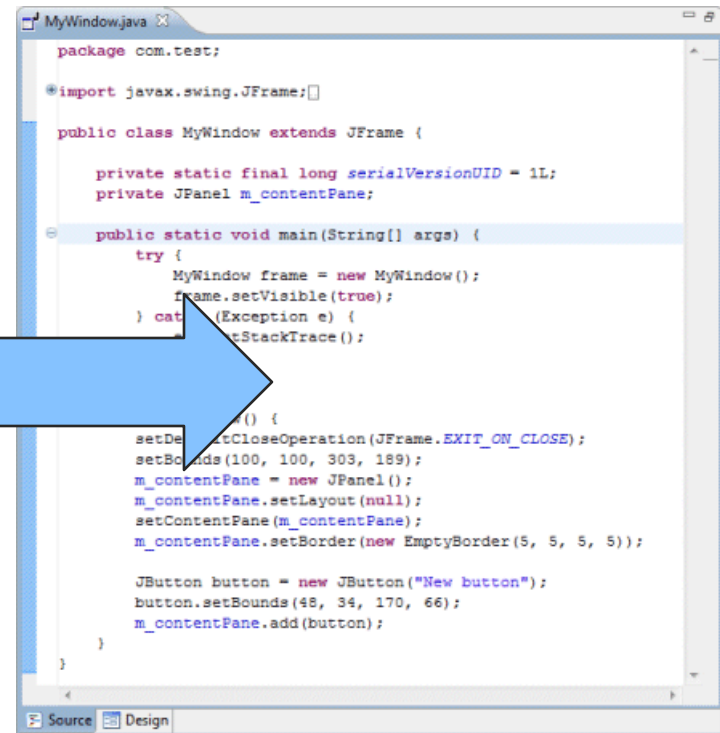 MyWindow.java
package com.test;
import javax.swing.JFrame;
public class MyWindow extends JFrame {
private static final long serialVersionUID = 1L;
private JPanel m_contentPane;
public static void main(String[] args) {
try {
MyWindow frame = new MyWindow();
frame.setVisible(true);
} (Exception e) {
();
() {
(JFrame.EXIT_ON_CLOSE);
setBounds(100, 100, 303, 189);
m_contentPane = new JPanel();
m_contentPane.setLayout(null);
setContentPane(m_contentPane);
m_contentPane.setBorder(new EmptyBorder(5, 5, 5, 5));
JButton button = new JButton("New button");
button.setBounds(48, 34, 170, 66);
m_contentPane.add(button);
}
}
Source Design